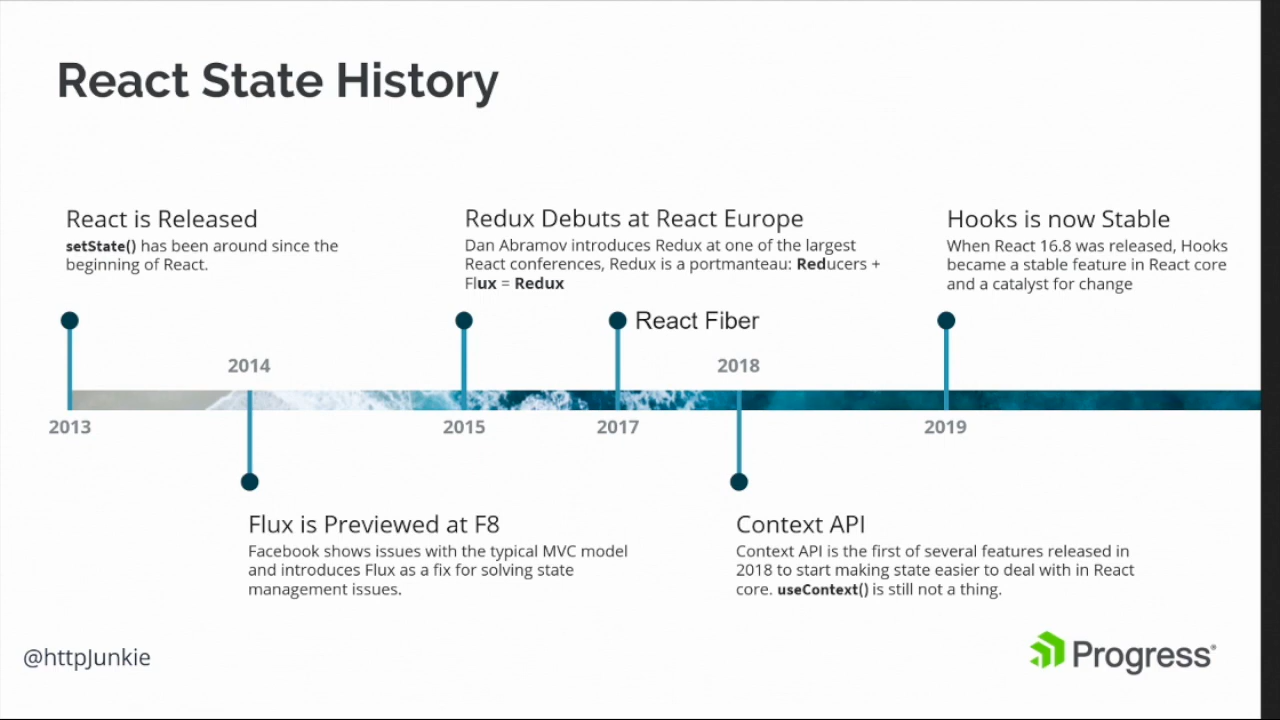 React State History
React is Released
setState() has been around since the
beginning of React.
Redux Debuts at React Europe
Dan Abramov introduces Redux at one of the largest
React conferences, Redux is a portmanteau: Reducers +
Flux = Redux
Hooks is now Stable
When React 16.8 was released, Hooks
became a stable feature in React core
and a catalyst for change
React Fiber
2014
2018
2013
2015
2017
2019
Flux is Previewed at F8
Facebook shows issues with the typical MVC model
and introduces Flux as a fix for solving state
management issues.
Context API
Context API is the first of several features released in
2018 to start making state easier to deal with in React
core. useContext() is still not a thing.
@httpJunkie
Progress®